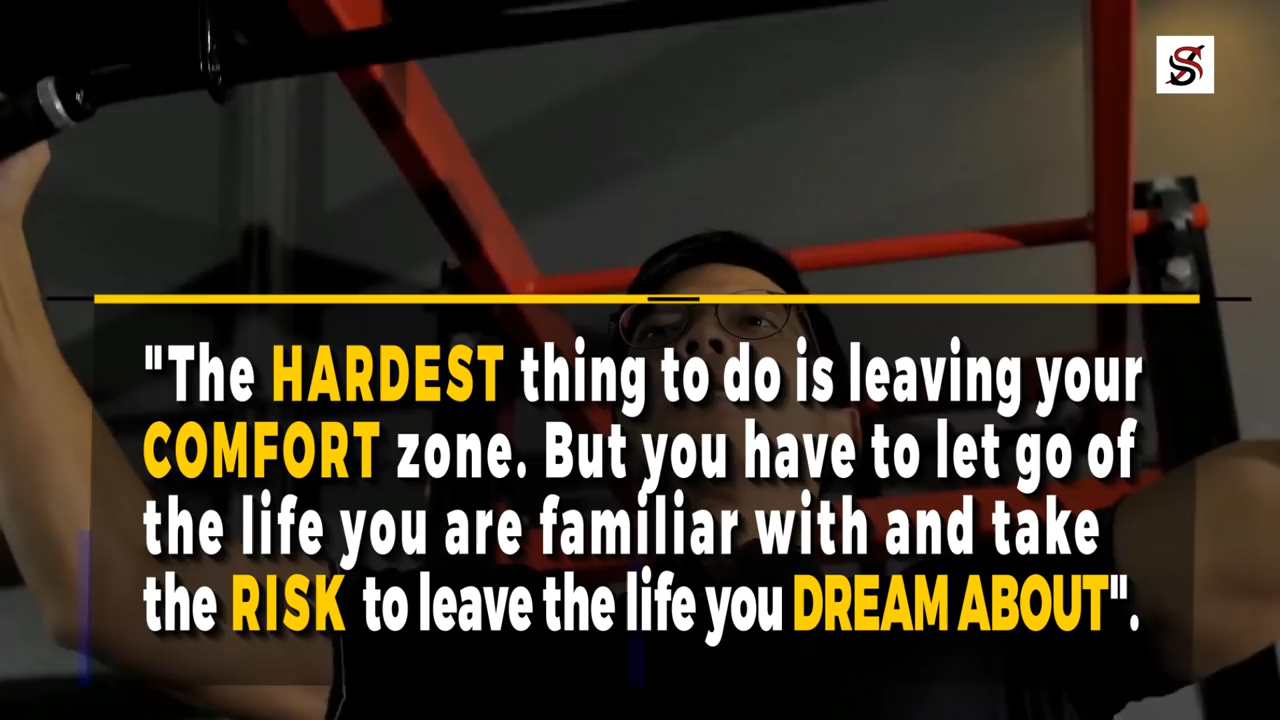 "The HARDEST thing to do is leaving your
COMFORT zone. But you have to let go of
the life you are familiar with and take
the RISK to leave the life you DREAM ABOUT".